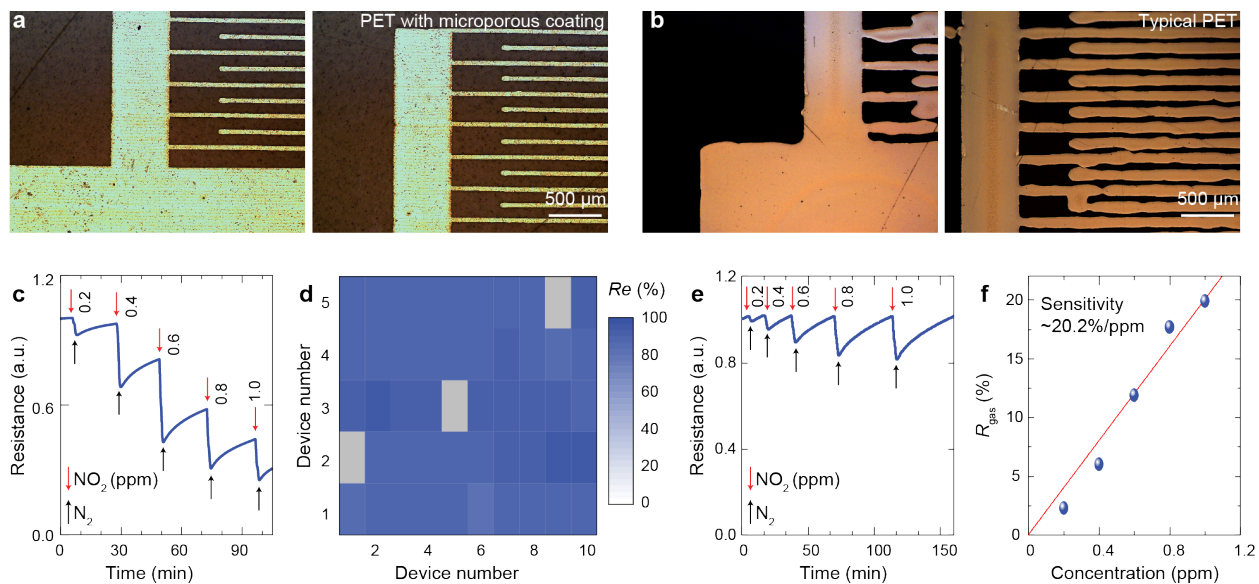 a
PET with microporous coating
500 µm
b
Typical PET
500 µm
c
1.2
0.6
0.0
Resistance (a.u.)
0.2
0.4
0.6
0.8
1.0
NO2 (ppm)
N2
0
30
60
90
Time (min)
d
5
4
3
2
1
Device number
2
4
6
8
10
Device number
Re (%)
100
80
60
40
20
0
e
1.2
0.8
0.4
0.0
Resistance (a.u.)
0.2
0.4
0.6
0.8
1.0
NO2 (ppm)
N2
0
50
100
150
Time (min)
f
Sensitivity
~20.2%/ppm
20
15
10
5
0
Rgas (%)
0.0
0.4
0.8
1.2
Concentration (ppm)